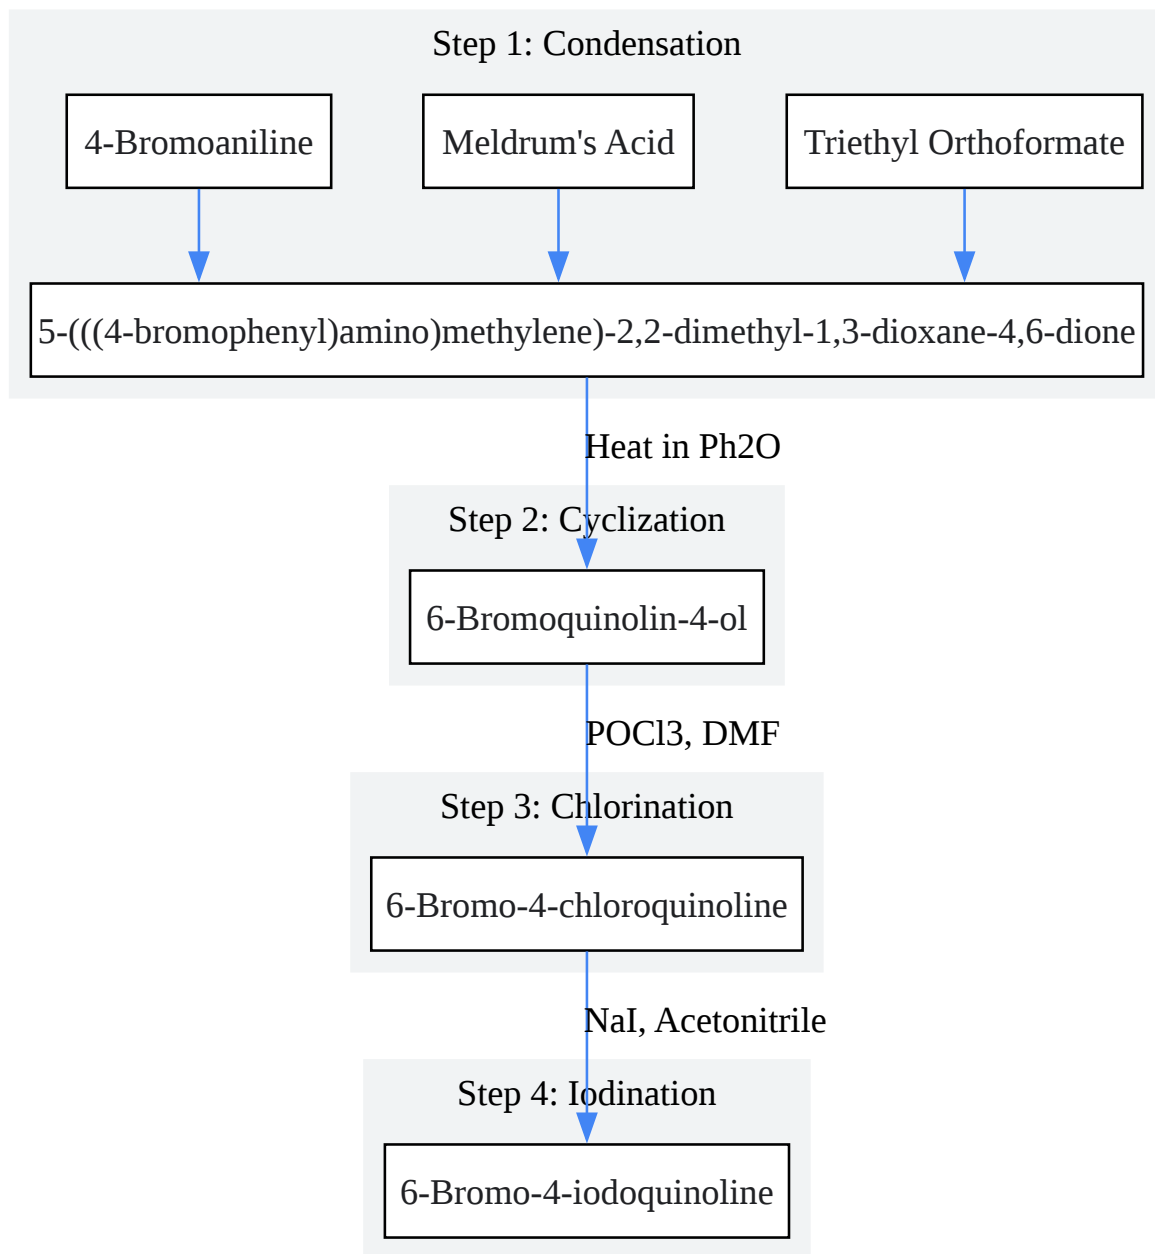 Step 1: Condensation
4-Bromoaniline
Meldrum's Acid
Triethyl Orthoformate
5-(((4-bromophenyl)amino)methylene)-2,2-dimethyl-1,3-dioxane-4,6-dione
Heat in Ph2O
Step 2: Cyclization
6-Bromoquinolin-4-ol
POCl3, DMF
Step 3: Chlorination
6-Bromo-4-chloroquinoline
NaI, Acetonitrile
Step 4: Iodination
6-Bromo-4-iodoquinoline